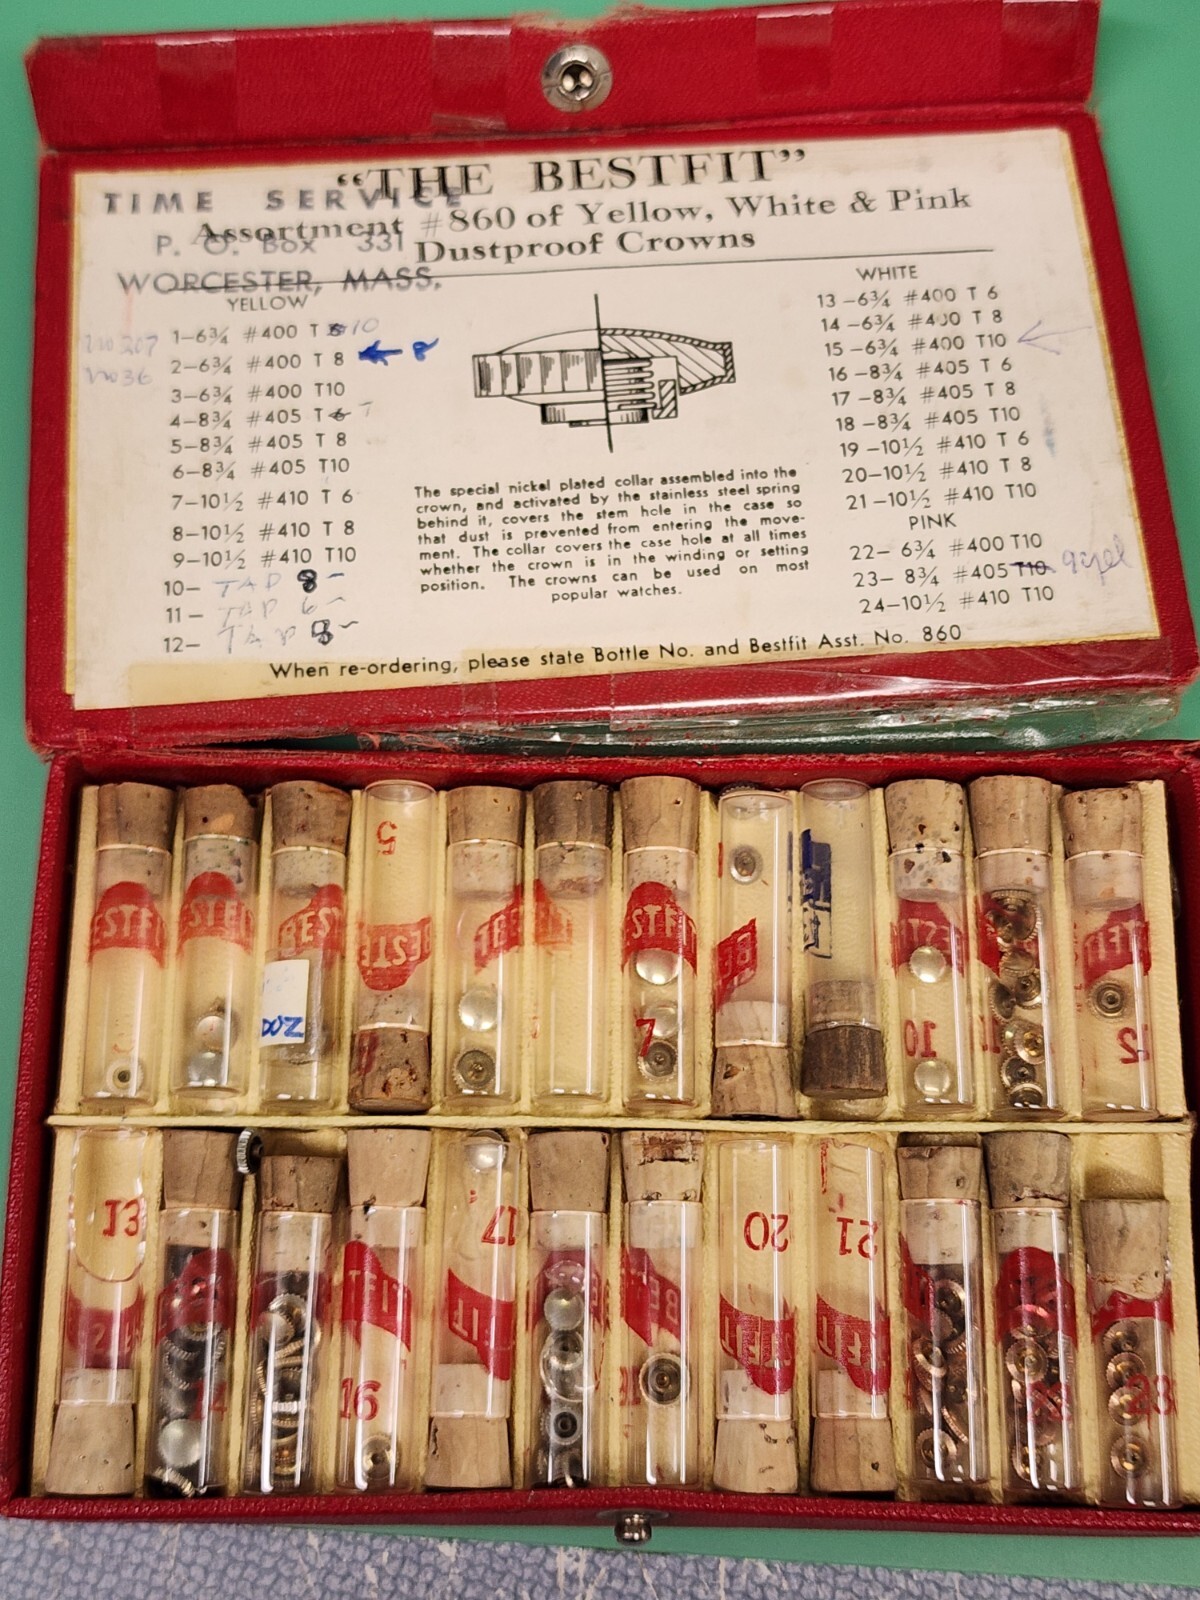 "THE BESTFIT"
TIME SERVICE
Assortment #860 of Yellow, White & Pink
P. O. Box 331
Dustproof Crowns
WORCESTER, MASS.
YELLOW
1-6¾ #400 T 6 10
2-6¾ #400 T 8 8
3-6¾ #400 T10
4-8¾ #405 T 6 7
5-8¾ #405 T 8
6-8¾ #405 T10
7-10½ #410 T 6
8-10½ #410 T 8
9-10½ #410 T10
10- TAP 8 -
11- TAP 6 ~
12- TAP 8 ~
The special nickel plated collar assembled into the
crown, and activated by the stainless steel spring
behind it, covers the stem hole in the case so
that dust is prevented from entering the move-
ment. The collar covers the case hole at all times
whether the crown is in the winding or setting
position. The crowns can be used on most
popular watches.
WHITE
13-6¾ #400 T 6
14-6¾ #400 T 8
15-6¾ #400 T10
16-8¾ #405 T 6
17-8¾ #405 T 8
18-8¾ #405 T10
19-10½ #410 T 6
20-10½ #410 T 8
21-10½ #410 T10
PINK
22- 6¾ #400 T10
23- 8¾ #405 T10
24-10½ #410 T10
When re-ordering, please state Bottle No. and Bestfit Asst. No. 860
BESTFIT
BESTFIT
BEST
5
BESTFIT
7
10
12
13
14
16
17
20
21
22
23